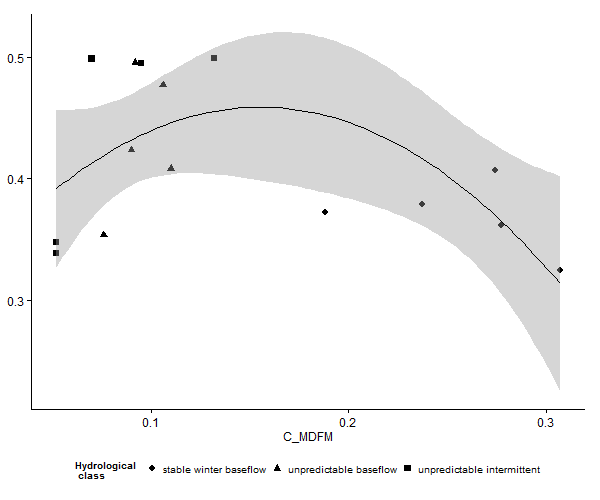 0.5
0.4
0.3
0.1 0.2 0.3
C_MDFM
Hydrological
class
stable winter baseflow unpredictable baseflow unpredictable intermittent